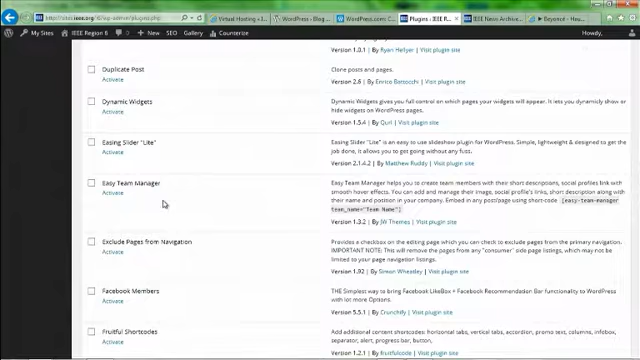 http://sites.ieee.org/r6/wp-admin/plugins.php
Virtual Hosting
WordPress › Blog
WordPress.com
Plugins ‹ IEEE R...
IEEE News Archive...
Beyoncé - Heav...
My Sites IEEE Region 6 0 New SEO Gallery Counterize Howdy,
Version 1.0.1 | By Ryan Hellyer | Visit plugin site
Duplicate Post Clone posts and pages.
Activate
Version 2.6 | By Enrico Battocchi | Visit plugin site
Dynamic Widgets Dynamic Widgets gives you full control on which pages your widgets will appear. It lets you dynamicly show or
Activate hide widgets on WordPress pages.
Version 1.5.4 | By Qurl | Visit plugin site
Easing Slider "Lite" Easing Slider "Lite" is an easy to use slideshow plugin for WordPress. Simple, lightweight & designed to get the
Activate job done, it allows you to get going without any fuss.
Version 2.1.4.2 | By Matthew Ruddy | Visit plugin site
Easy Team Manager Easy Team Manager helps you to create team members with their short descriptions, social profiles link with
Activate smooth hover effects. You can add and manage their image, social profile's links, short description along
with their name and position in your company. Embed in any post/page using short-code [easy-team-manager
team_name="Team Name"]
Version 1.3.2 | By JW Themes | Visit plugin site
Exclude Pages from Navigation Provides a checkbox on the editing page which you can check to exclude pages from the primary navigation.
Activate IMPORTANT NOTE: This will remove the pages from any "consumer" side page listings, which may not be
limited to your page navigation listings.
Version 1.92 | By Simon Wheatley | Visit plugin site
Facebook Members THE Simplest way to bring Facebook LikeBox + Facebook Recommendation Bar functionality to WordPress
Activate with lot more Options.
Version 5.5.1 | By Crunchify | Visit plugin site
Fruitful Shortcodes Add additional content shortcodes: horizontal tabs, vertical tabs, accordion, promo text, columns, infobox,
Activate separator, alert, progress bar, button,
Version 1.2.1 | By fruitfulcode | Visit plugin site